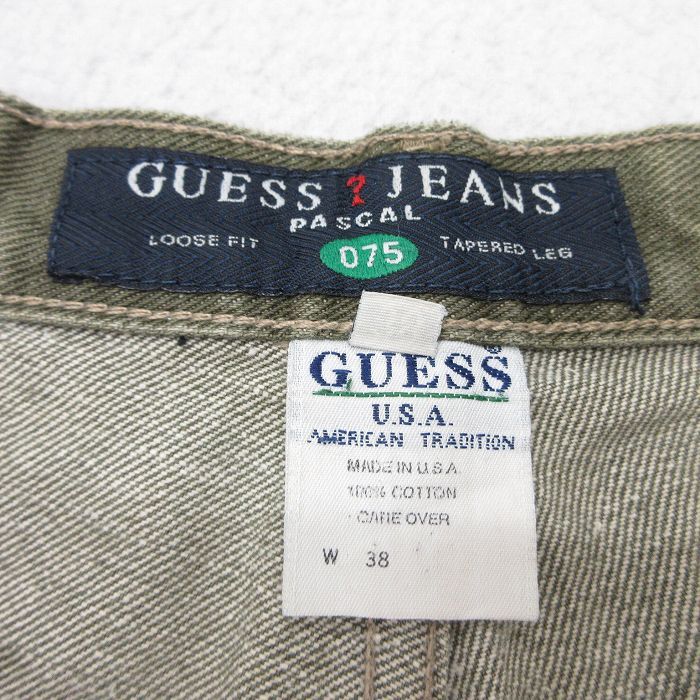 GUESS ? JEANS
PASCAL
LOOSE FIT 075 TAPERED LEG
GUESS®
U.S.A.
AMERICAN TRADITION
MADE IN U.S.A.
100% COTTON
CARE OVER
W 38